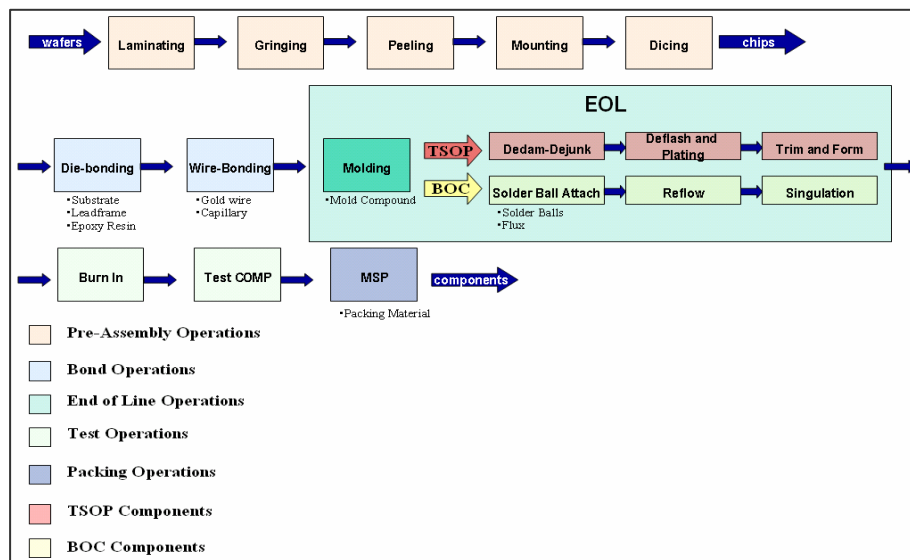 wafers
Laminating
Gringing
Peeling
Mounting
Dicing
chips
EOL
Die-bonding
Wire-Bonding
Molding
TSOP
Dedam-Dejunk
Deflash and
Plating
Trim and Form
BOC
Solder Ball Attach
Reflow
Singulation
•Substrate
•Leadframe
•Epoxy Resin
•Gold wire
•Capillary
•Mold Compound
•Solder Balls
•Flux
Burn In
Test COMP
MSP
components
•Packing Material
Pre-Assembly Operations
Bond Operations
End of Line Operations
Test Operations
Packing Operations
TSOP Components
BOC Components